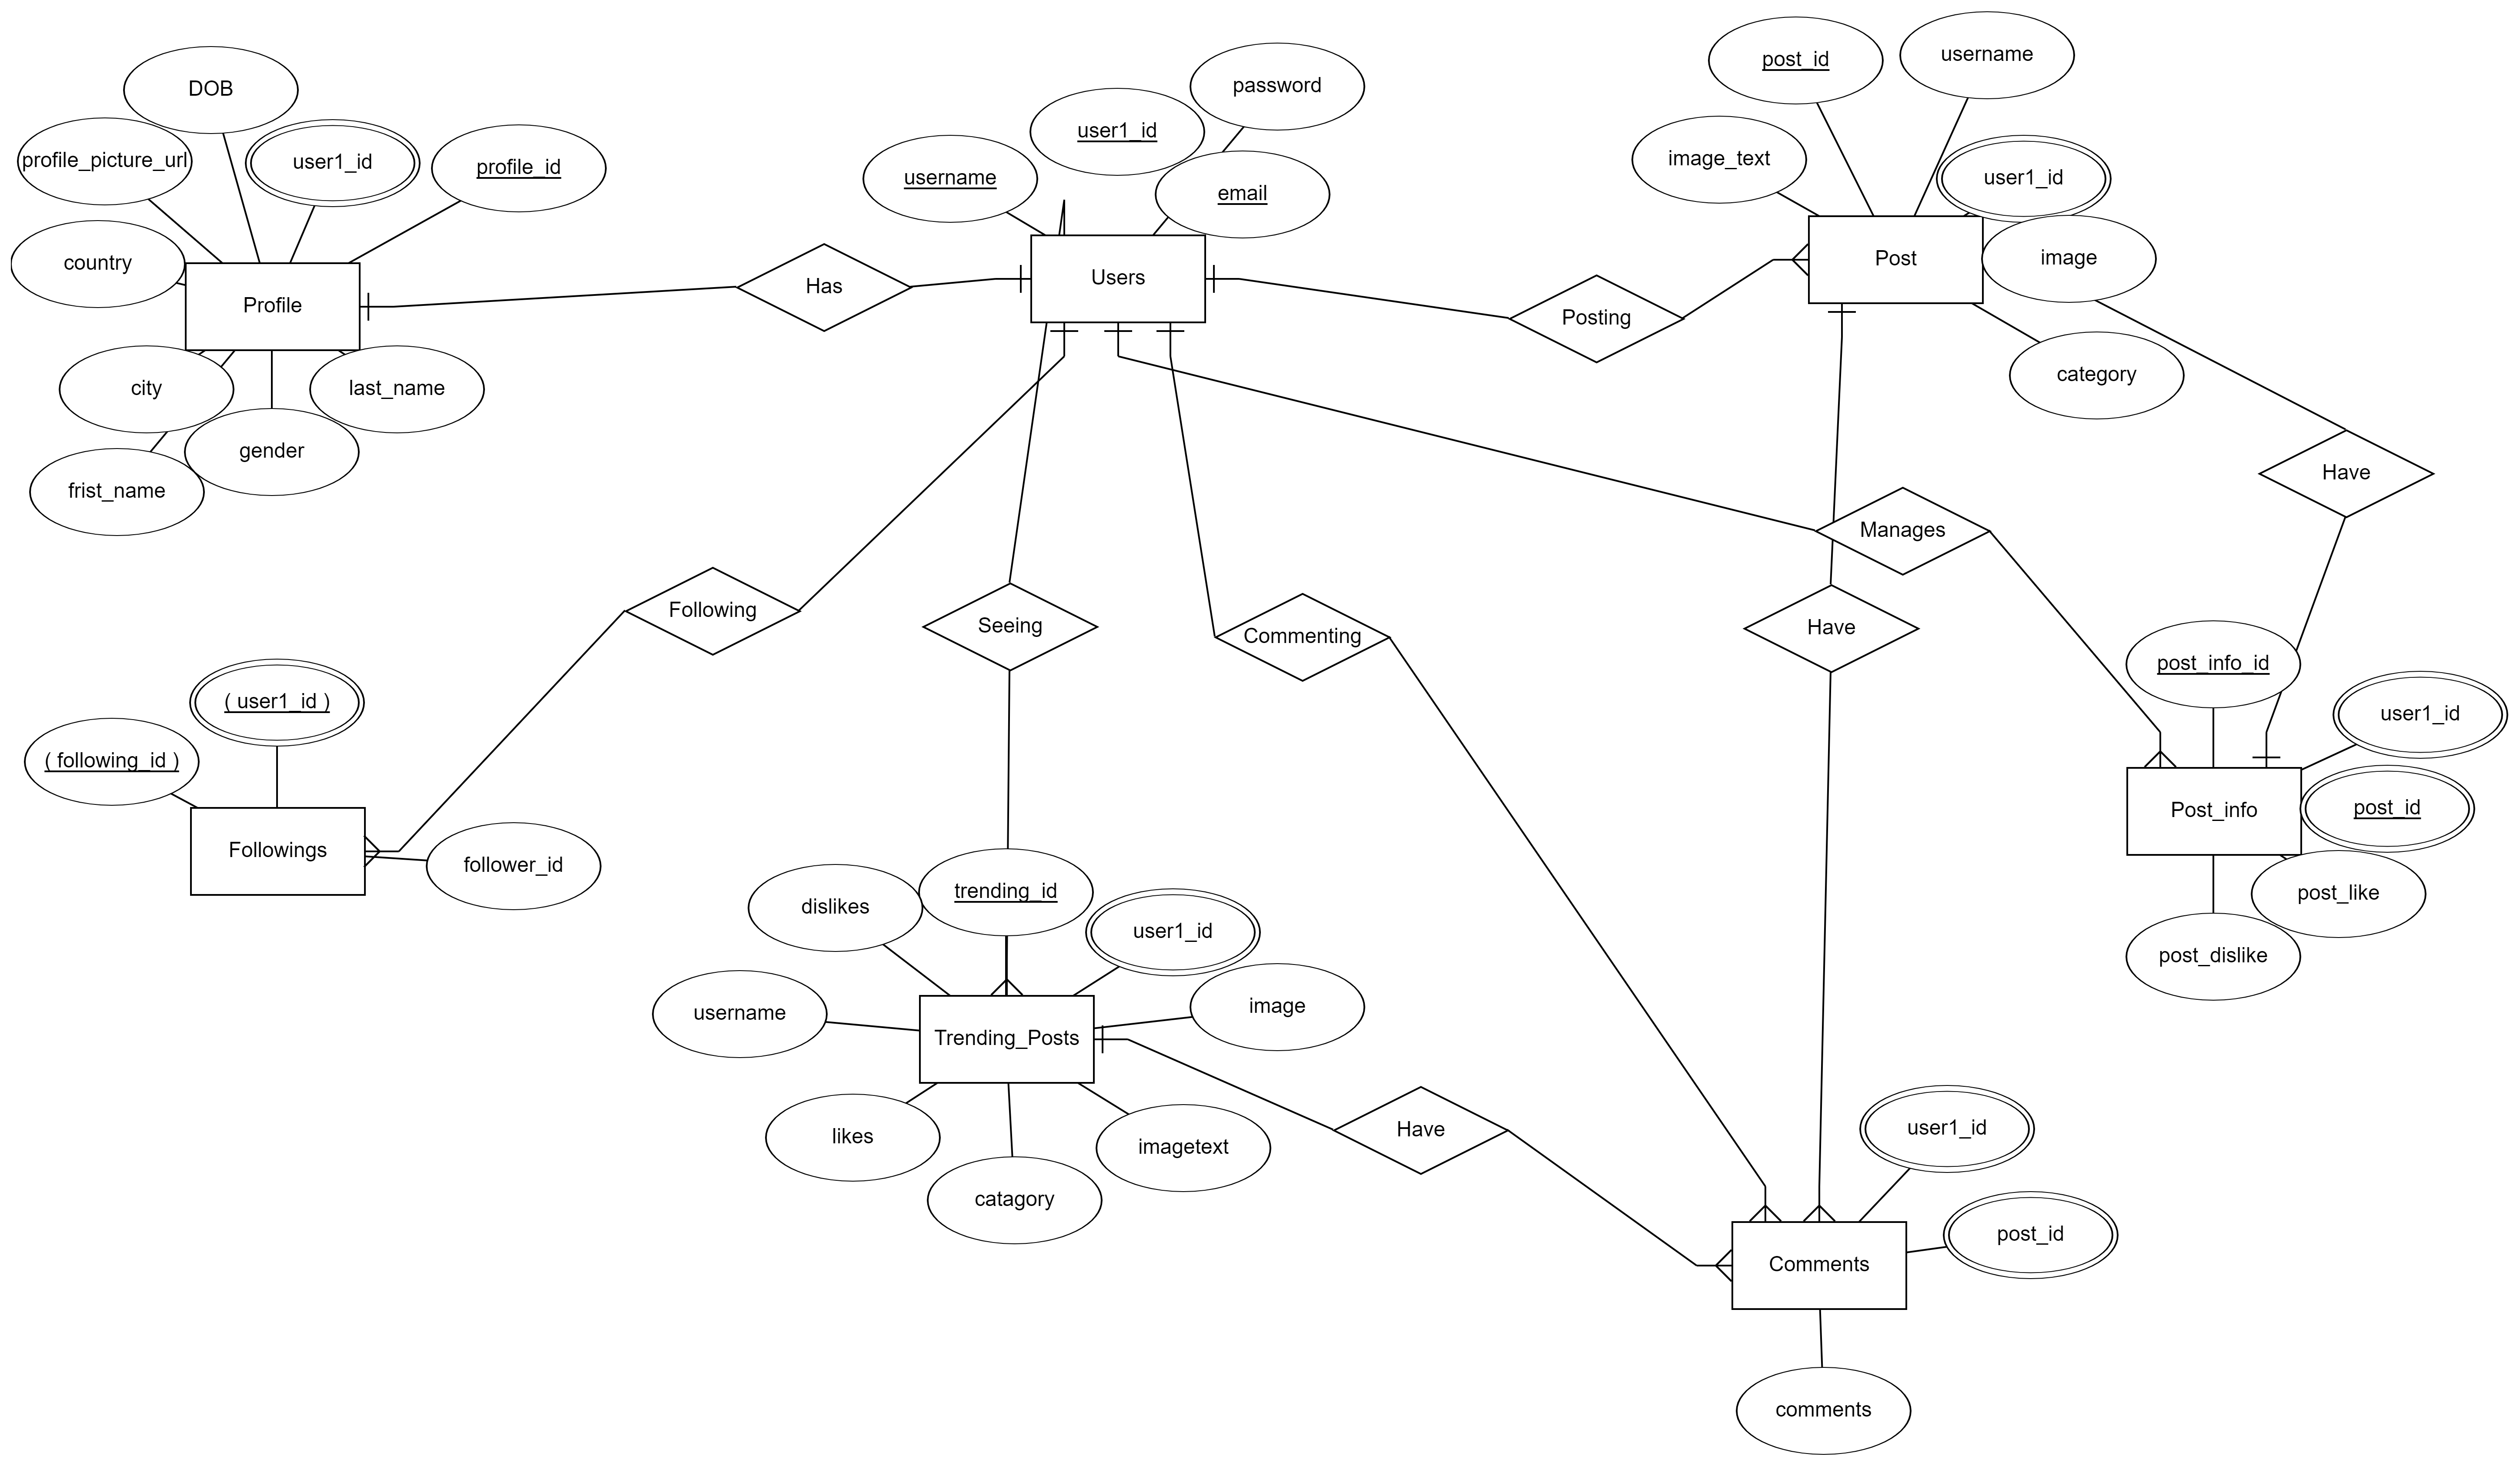 DOB
profile_picture_url
user1_id
profile_id
country
Profile
city
last_name
gender
frist_name
Has
username
user1_id
password
email
Users
Posting
post_id
username
image_text
user1_id
Post
image
category
Have
Manages
Following
Seeing
Commenting
Have
( user1_id )
( following_id )
Followings
follower_id
post_info_id
user1_id
Post_info
post_id
post_like
post_dislike
dislikes
trending_id
user1_id
username
image
Trending_Posts
likes
catagory
imagetext
Have
user1_id
post_id
Comments
comments